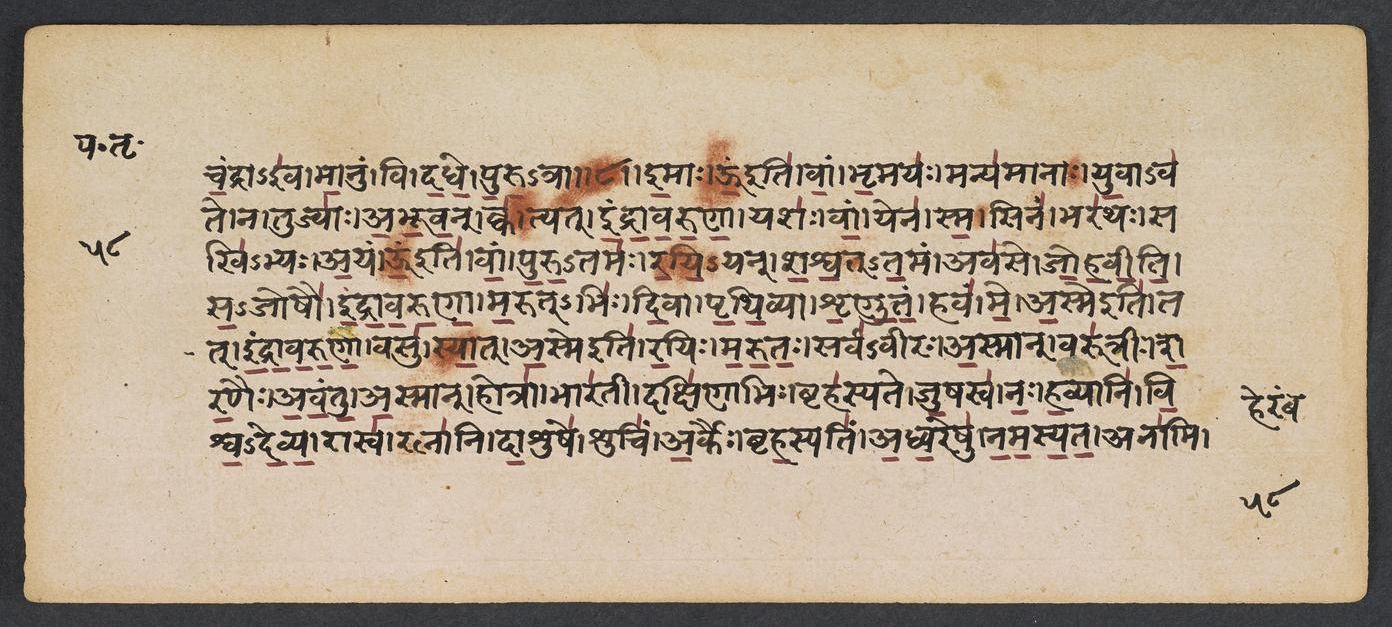 प॰तृ॰
५८
चंद्राऽइव।भानुं।वि।दधे।पुरुऽत्रा॥८॥इमाः।ऊंइति।वां।भृमयः।मन्यमानाः।युवाऽव
ते।न।तुज्याः।अभूवन्।क्व।त्यत्।इंद्रावरुणा।यशः।वां।येन।स्म।सिनं।भरथः।स
खिऽभ्यः।अयं।ऊंइति।वां।पुरुऽतमः।रयिऽयन्।शश्वत्ऽतमं।अवसे।जोहवीति।
सऽजोषौ।इंद्रावरुणा।मरुत्ऽभिः।दिवा।पृथिव्या।शृणुतं।हवं।मे।अस्मेइति।त
त्।इंद्रावरुणा।वसु।स्यात्।अस्मेइति।रयिः।मरुतः।सर्वऽवीरः।अस्मान्।वरूत्रीः।श
रणैः।अवंतु।अस्मान्।होत्रा।भारती।दक्षिणाभिः।बृहस्पते।जुषस्व।नः।हव्यानि।वि
श्वऽदेव्य।रास्व।रत्नानि।दाशुषे।शुचिं।अर्कैः।बृहस्पतिं।अध्वरेषु।नमस्यत।अनामि।
हेरंब
५८